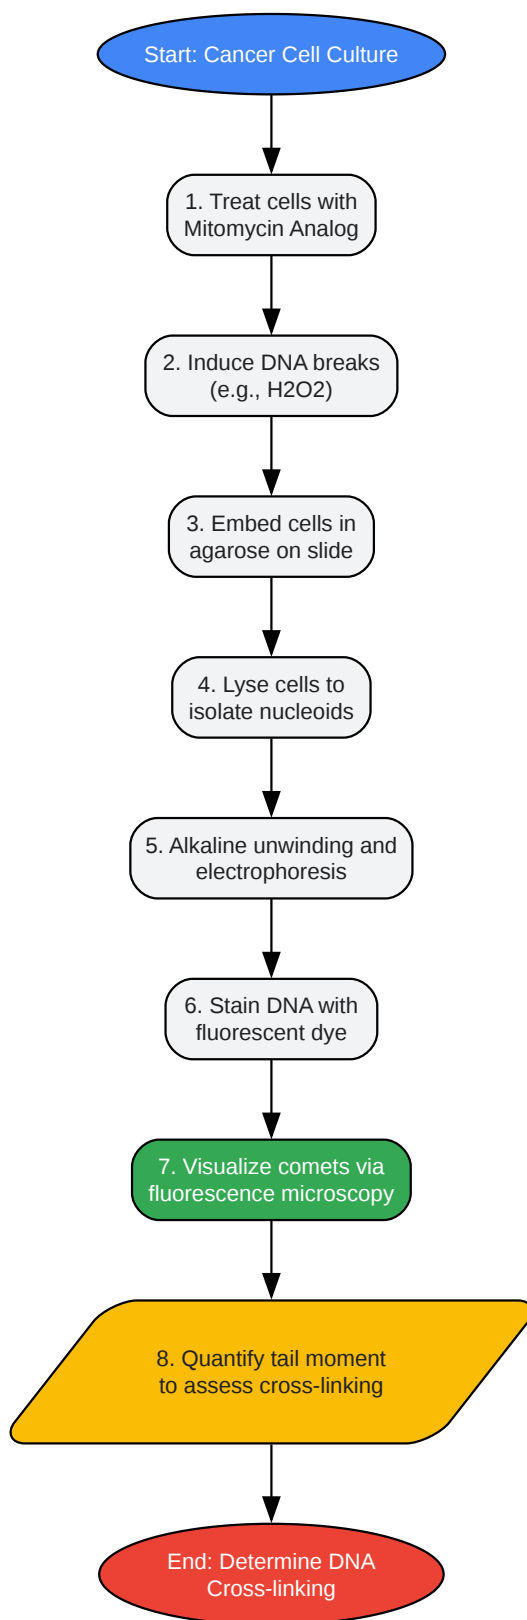 Start: Cancer Cell Culture
1. Treat cells with
Mitomycin Analog
2. Induce DNA breaks
(e.g., H2O2)
3. Embed cells in
agarose on slide
4. Lyse cells to
isolate nucleoids
5. Alkaline unwinding and
electrophoresis
6. Stain DNA with
fluorescent dye
7. Visualize comets via
fluorescence microscopy
8. Quantify tail moment
to assess cross-linking
End: Determine DNA
Cross-linking